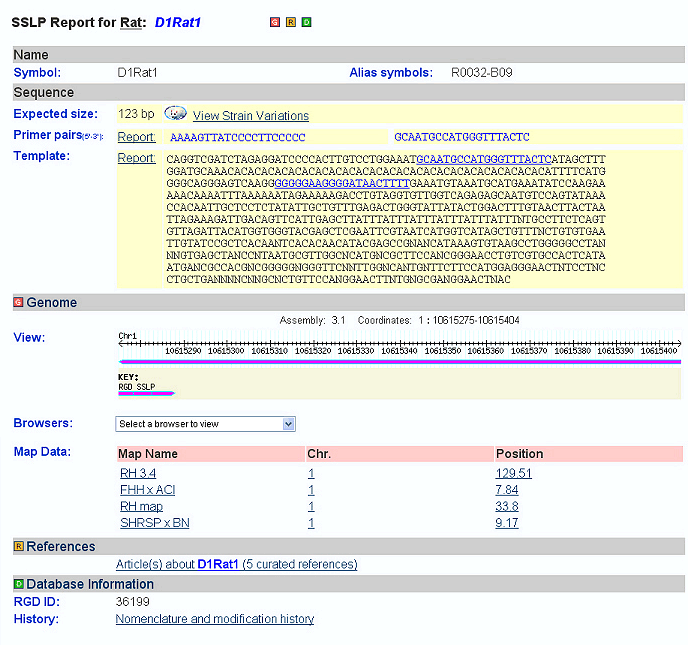 SSLP Report for Rat: D1Rat1 G R D
Name
Symbol: D1Rat1 Alias symbols: R0032-B09
Sequence
Expected size: 123 bp View Strain Variations
Primer pairs(5'-3'): Report: AAAAGTTATCCCCTTCCCCC GCAATGCCATGGGTTTACTC
Template: Report: CAGGTCGATCTAGAGGATCCCCACTTGTCCTGGAAATGCAATGCCATGGGTTTACTCATAGCTTT
GGATGCAAACACACACACACACACACACACACACACACACACACACACACACACACATTTTCATG
GGGCAGGGAGTCAAGGGGGGGAAGGGGATAACTTTTGAAATGTAAATGCATGAAATATCCAAGAA
AAACAAAATTTAAAAAATAGAAAAAGACCTGTAGGTGTTGGTCAGAGAGCAATGTCCAGTATAAA
CCACAATTGCTCCTCTATATTGCTGTTTGAGACTGGGTATTATACTGGACTTTGTAACTTACTAA
TTAGAAAGATTGACAGTTCATTGAGCTTATTTATTTATTTATTTATTTATTTNTGCCTTCTCAGT
GTTAGATTACATGGTGGGTACGAGCTCGAATTCGTAATCATGGTCATAGCTGTTTNCTGTGTGAA
TTGTATCCGCTCACAANTCACACAACATACGAGCCGNANCATAAAGTGTAAGCCTGGGGGCCTAN
NNGTGAGCTANCCNTAATGCGTTGGCNCATGNCGCTTCCANCGGGAACCTGTCGTGCCACTCATA
ATGANCGCCACGNCGGGGGNGGGTTCNNTTGGNCANTGNTTCTTCCATGGAGGGAACTNTCCTNC
CTGCTGANNNNCNNGCNCTGTTCCANGGAACTTNTGNGCGANGGAACTNAC
G Genome
Assembly: 3.1 Coordinates: 1 : 10615275-10615404
View: Chr1
10615290 10615300 10615310 10615320 10615330 10615340 10615350 10615360 10615370 10615380 10615390 10615400
KEY:
RGD SSLP
Browsers: Select a browser to view
Map Data: Map Name Chr. Position
RH 3.4 1 129.51
FHH x ACI 1 7.84
RH map 1 33.8
SHRSP x BN 1 9.17
R References
Article(s) about D1Rat1 (5 curated references)
D Database Information
RGD ID: 36199
History: Nomenclature and modification history